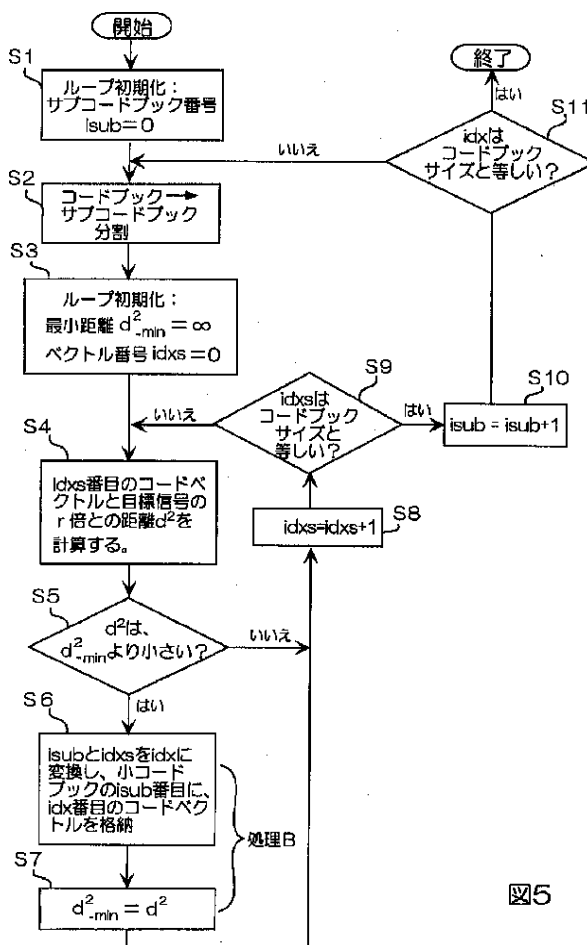 開始
S1
ループ初期化：
サブコードブック番号
isub=0
S2
コードブック→
サブコードブック
分割
S3
ループ初期化：
最小距離 d²₋min = ∞
ベクトル番号 idxs = 0
S4
Idxs番目のコードベ
クトルと目標信号の
r 倍との距離d²を
計算する。
S5
d²は、
d²₋minより小さい？
いいえ
はい
S6
isubとidxsをidxに
変換し、小コード
ブックのisub番目に、
idx番目のコードベク
トルを格納
処理B
S7
d²₋min = d²
S8
idxs=idxs+1
S9
idxsは
コードブック
サイズと
等しい？
いいえ
はい
S10
isub = isub+1
S11
idxは
コードブック
サイズと等しい？
いいえ
はい
終了
図5